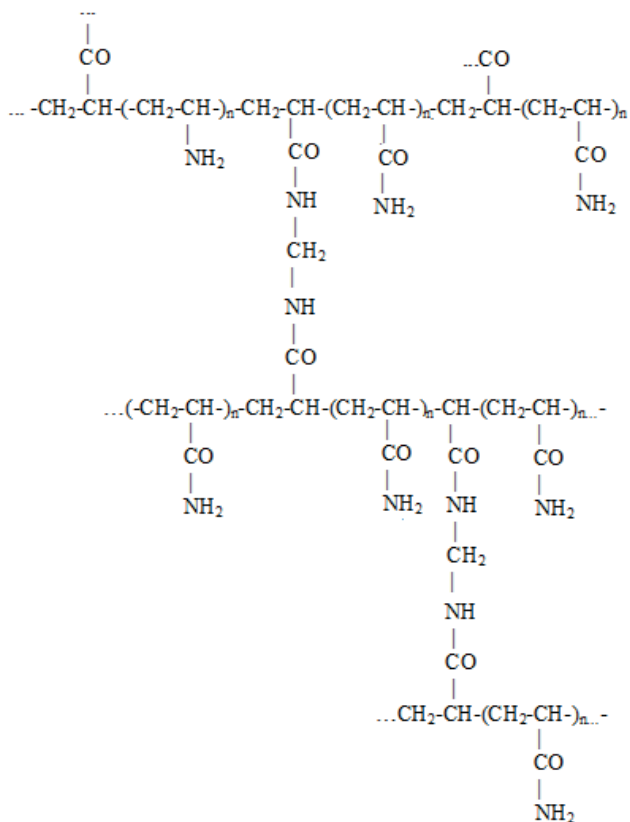 ...
CO ...CO
... -CH₂-CH-(-CH₂-CH-)ₙ-CH₂-CH-(CH₂-CH-)ₙ-CH₂-CH-(CH₂-CH-)ₙ
NH₂ CO CO CO
NH NH₂ NH₂
CH₂
NH
CO
...(-CH₂-CH-)ₙ-CH₂-CH-(CH₂-CH-)ₙ-CH-(CH₂-CH-)ₙ...-
CO CO CO CO
NH₂ NH₂ NH NH₂
CH₂
NH
CO
...CH₂-CH-(CH₂-CH-)ₙ...-
CO
NH₂